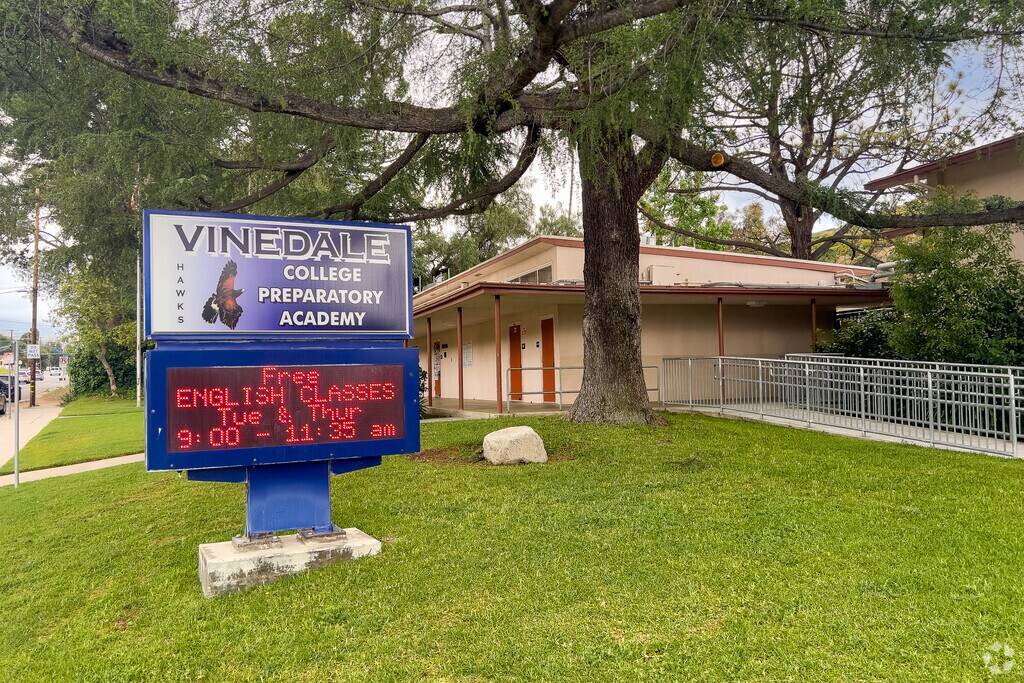 VINEDALE
HAWKS
COLLEGE
PREPARATORY
ACADEMY
Free
ENGLISH CLASSES
Tue & Thur
9:00 - 11:35 am